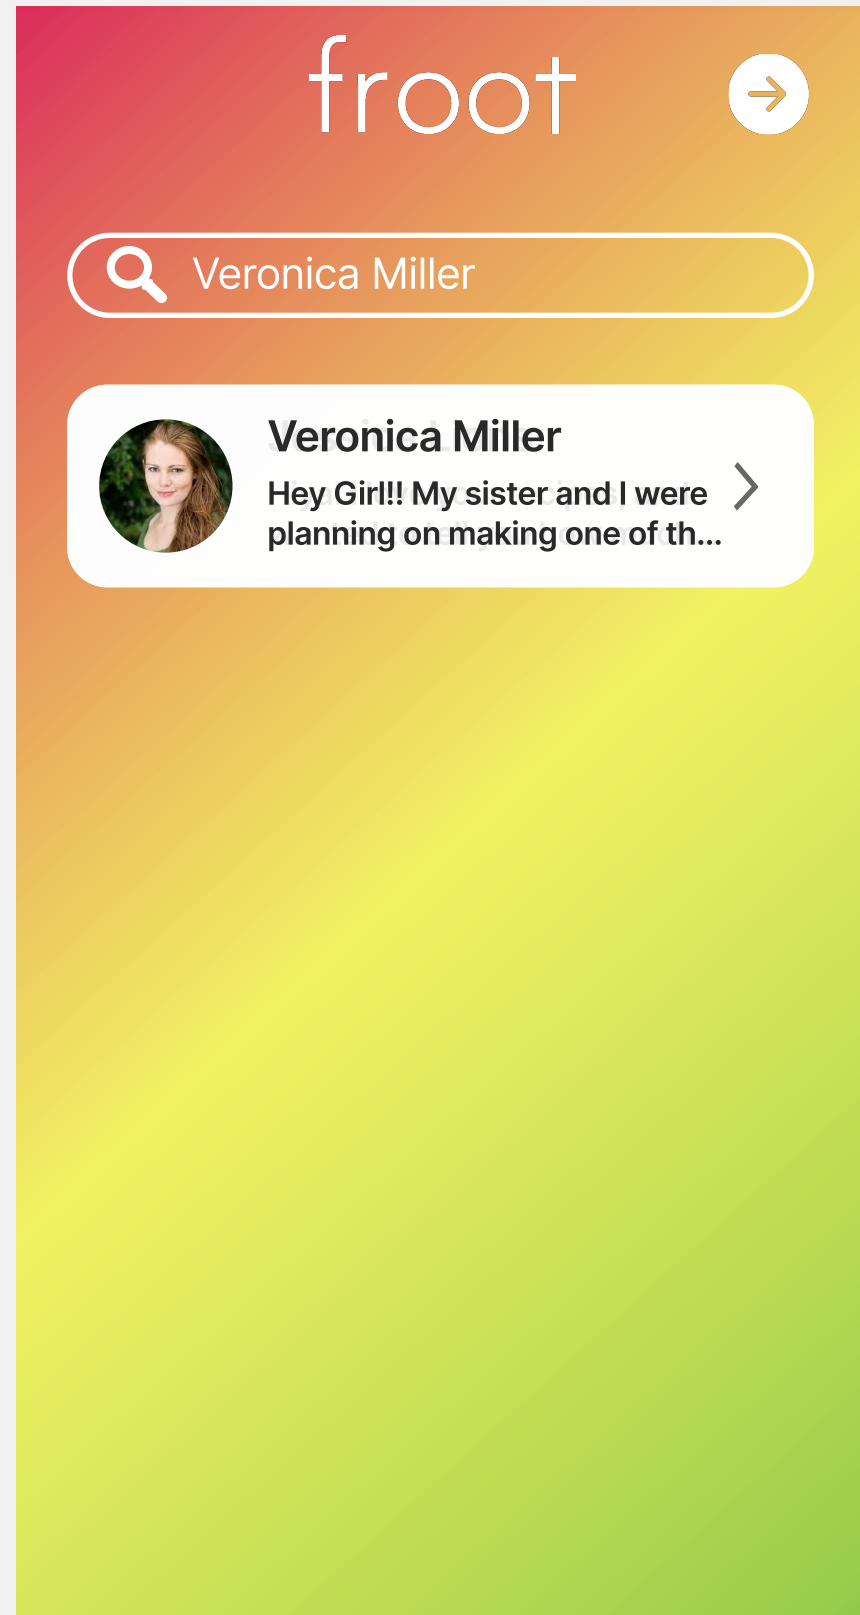 froot
Veronica Miller
Veronica Miller
Hey Girl!! My sister and I were
planning on making one of th...